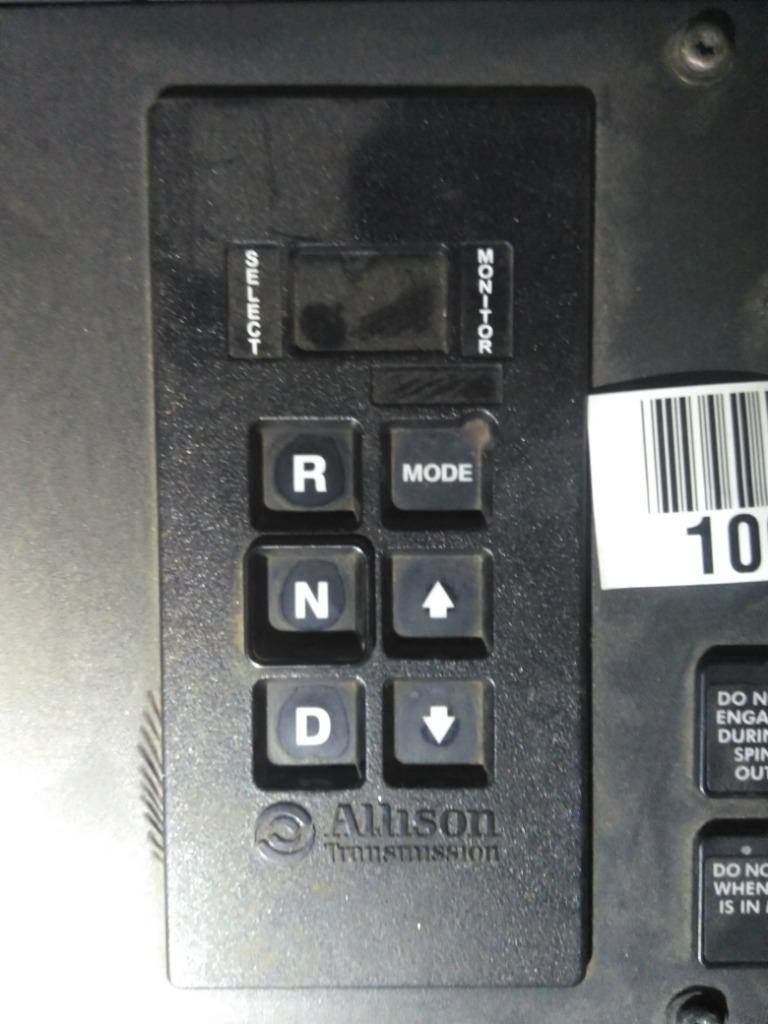 SELECT
MONITOR
R
MODE
10
N
D
DO N
ENGA
DURIN
SPIN
OUT
Allison
Transmission
DO NO
WHEN
IS IN